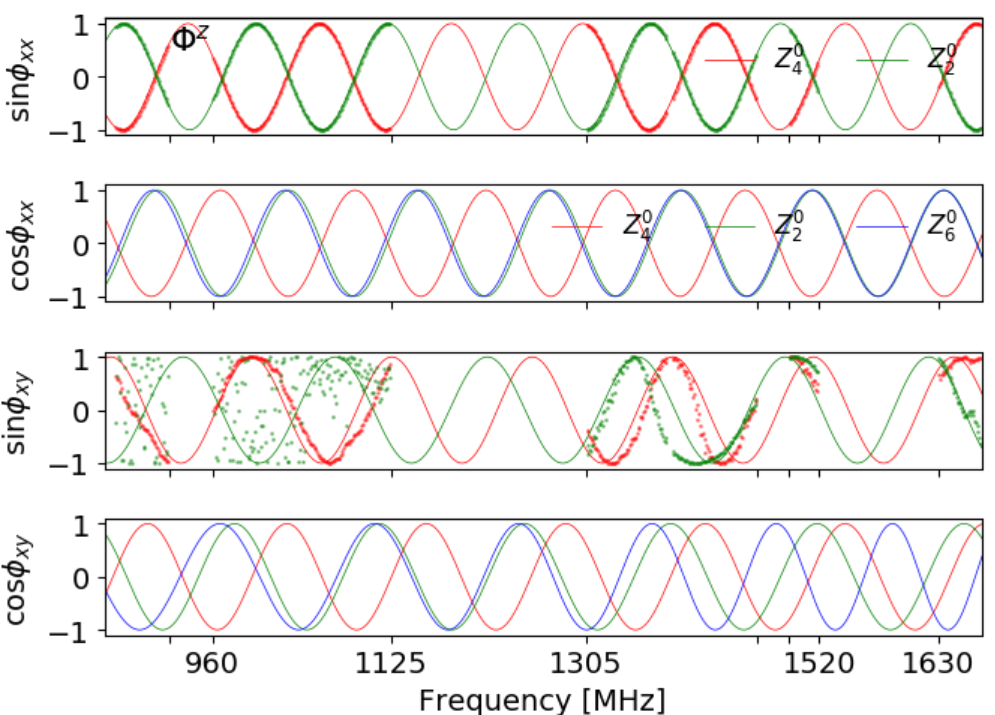 1
Φ^Z
sinϕ_xx
0
Z_4^0
Z_2^0
−1
1
cosϕ_xx
0
Z_4^0
Z_2^0
Z_6^0
−1
1
sinϕ_xy
0
−1
1
cosϕ_xy
0
−1
960 1125 1305 1520 1630
Frequency [MHz]